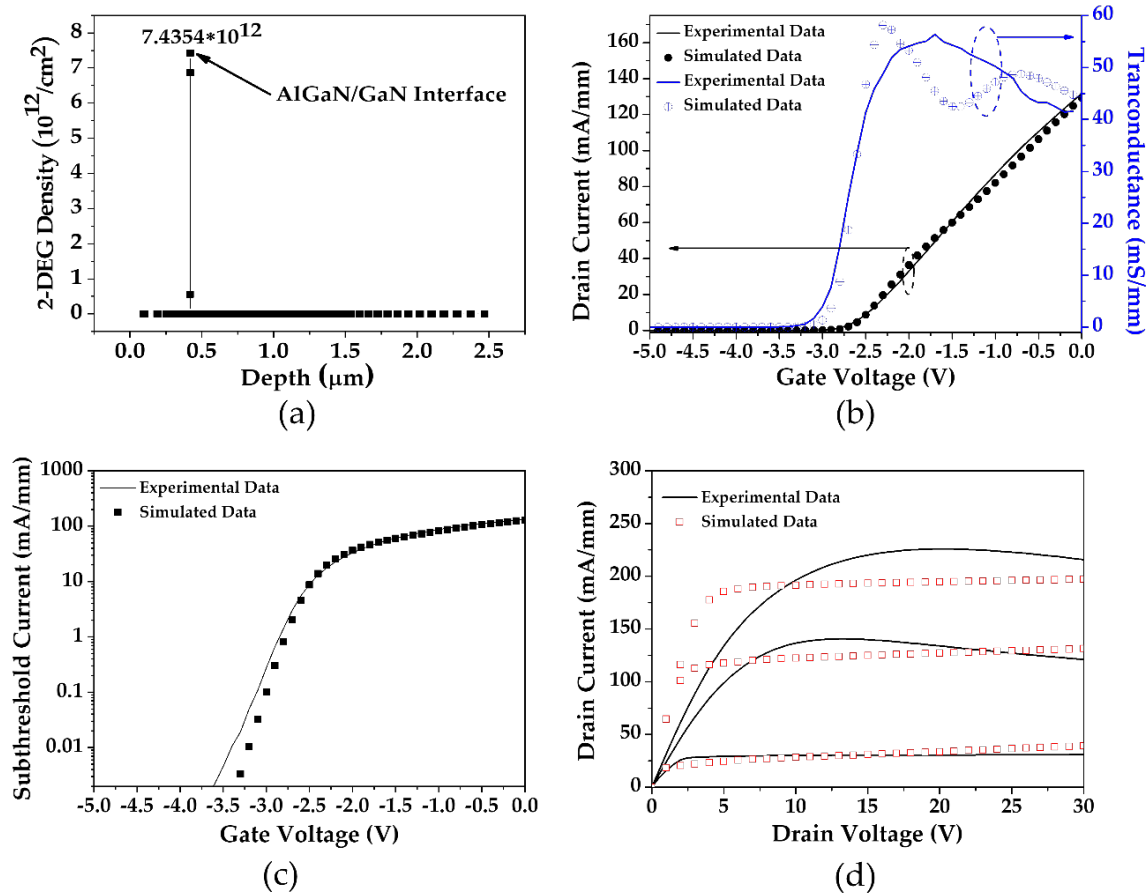 8
7
6
5
4
3
2
1
0
2-DEG Density (10¹²/cm²)
7.4354*10¹²
AlGaN/GaN Interface
0.0 0.5 1.0 1.5 2.0 2.5
Depth (μm)
(a)
160
140
120
100
80
60
40
20
0
Drain Current (mA/mm)
Experimental Data
Simulated Data
Experimental Data
Simulated Data
60
50
40
30
20
10
0
Tranconductance (mS/mm)
-5.0 -4.5 -4.0 -3.5 -3.0 -2.5 -2.0 -1.5 -1.0 -0.5 0.0
Gate Voltage (V)
(b)
1000
100
10
1
0.1
0.01
Subthreshold Current (mA/mm)
Experimental Data
Simulated Data
-5.0 -4.5 -4.0 -3.5 -3.0 -2.5 -2.0 -1.5 -1.0 -0.5 0.0
Gate Voltage (V)
(c)
300
250
200
150
100
50
0
Drain Current (mA/mm)
Experimental Data
Simulated Data
0 5 10 15 20 25 30
Drain Voltage (V)
(d)